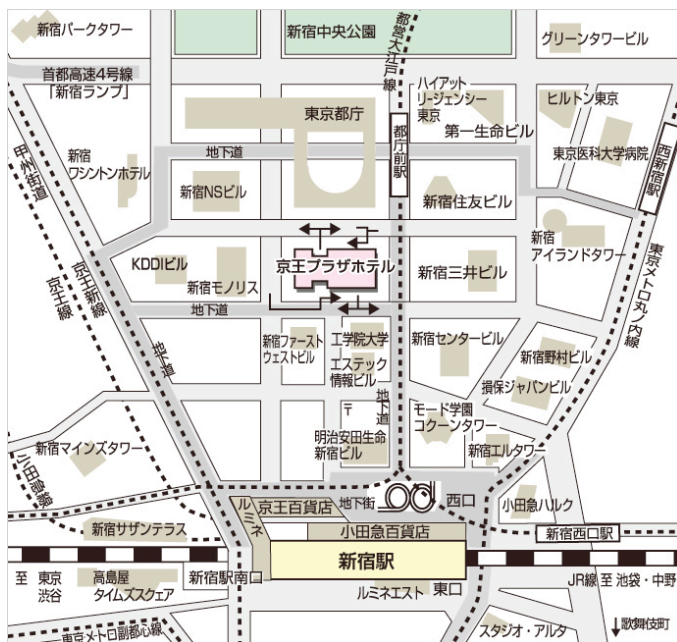 新宿パークタワー
新宿中央公園
都営大江戸線
グリーンタワービル
首都高速4号線
「新宿ランプ」
ハイアット
リージェンシー
東京
ヒルトン東京
東京都庁
都庁前駅
第一生命ビル
東京医科大学病院
西新宿駅
地下道
甲州街道
新宿
ワシントンホテル
新宿NSビル
新宿住友ビル
新宿
アイランドタワー
東京メトロ丸ノ内線
京王プラザホテル
KDDIビル
新宿モノリス
新宿三井ビル
京王新線
京王線
地下道
地下道
新宿ファースト
ウェストビル
工学院大学
エステック
情報ビル
新宿センタービル
新宿野村ビル
損保ジャパンビル
地下道
〒
モード学園
コクーンタワー
明治安田生命
新宿ビル
新宿エルタワー
新宿マインズタワー
小田急線
ルミネ
京王百貨店
地下街
西口
小田急ハルク
新宿サザンテラス
小田急百貨店
新宿西口駅
新宿駅
至 東京
渋谷
高島屋
タイムズスクェア
新宿駅南口
ルミネエスト
東口
JR線 至 池袋・中野
東京メトロ副都心線
スタジオ・アルタ
↓歌舞伎町